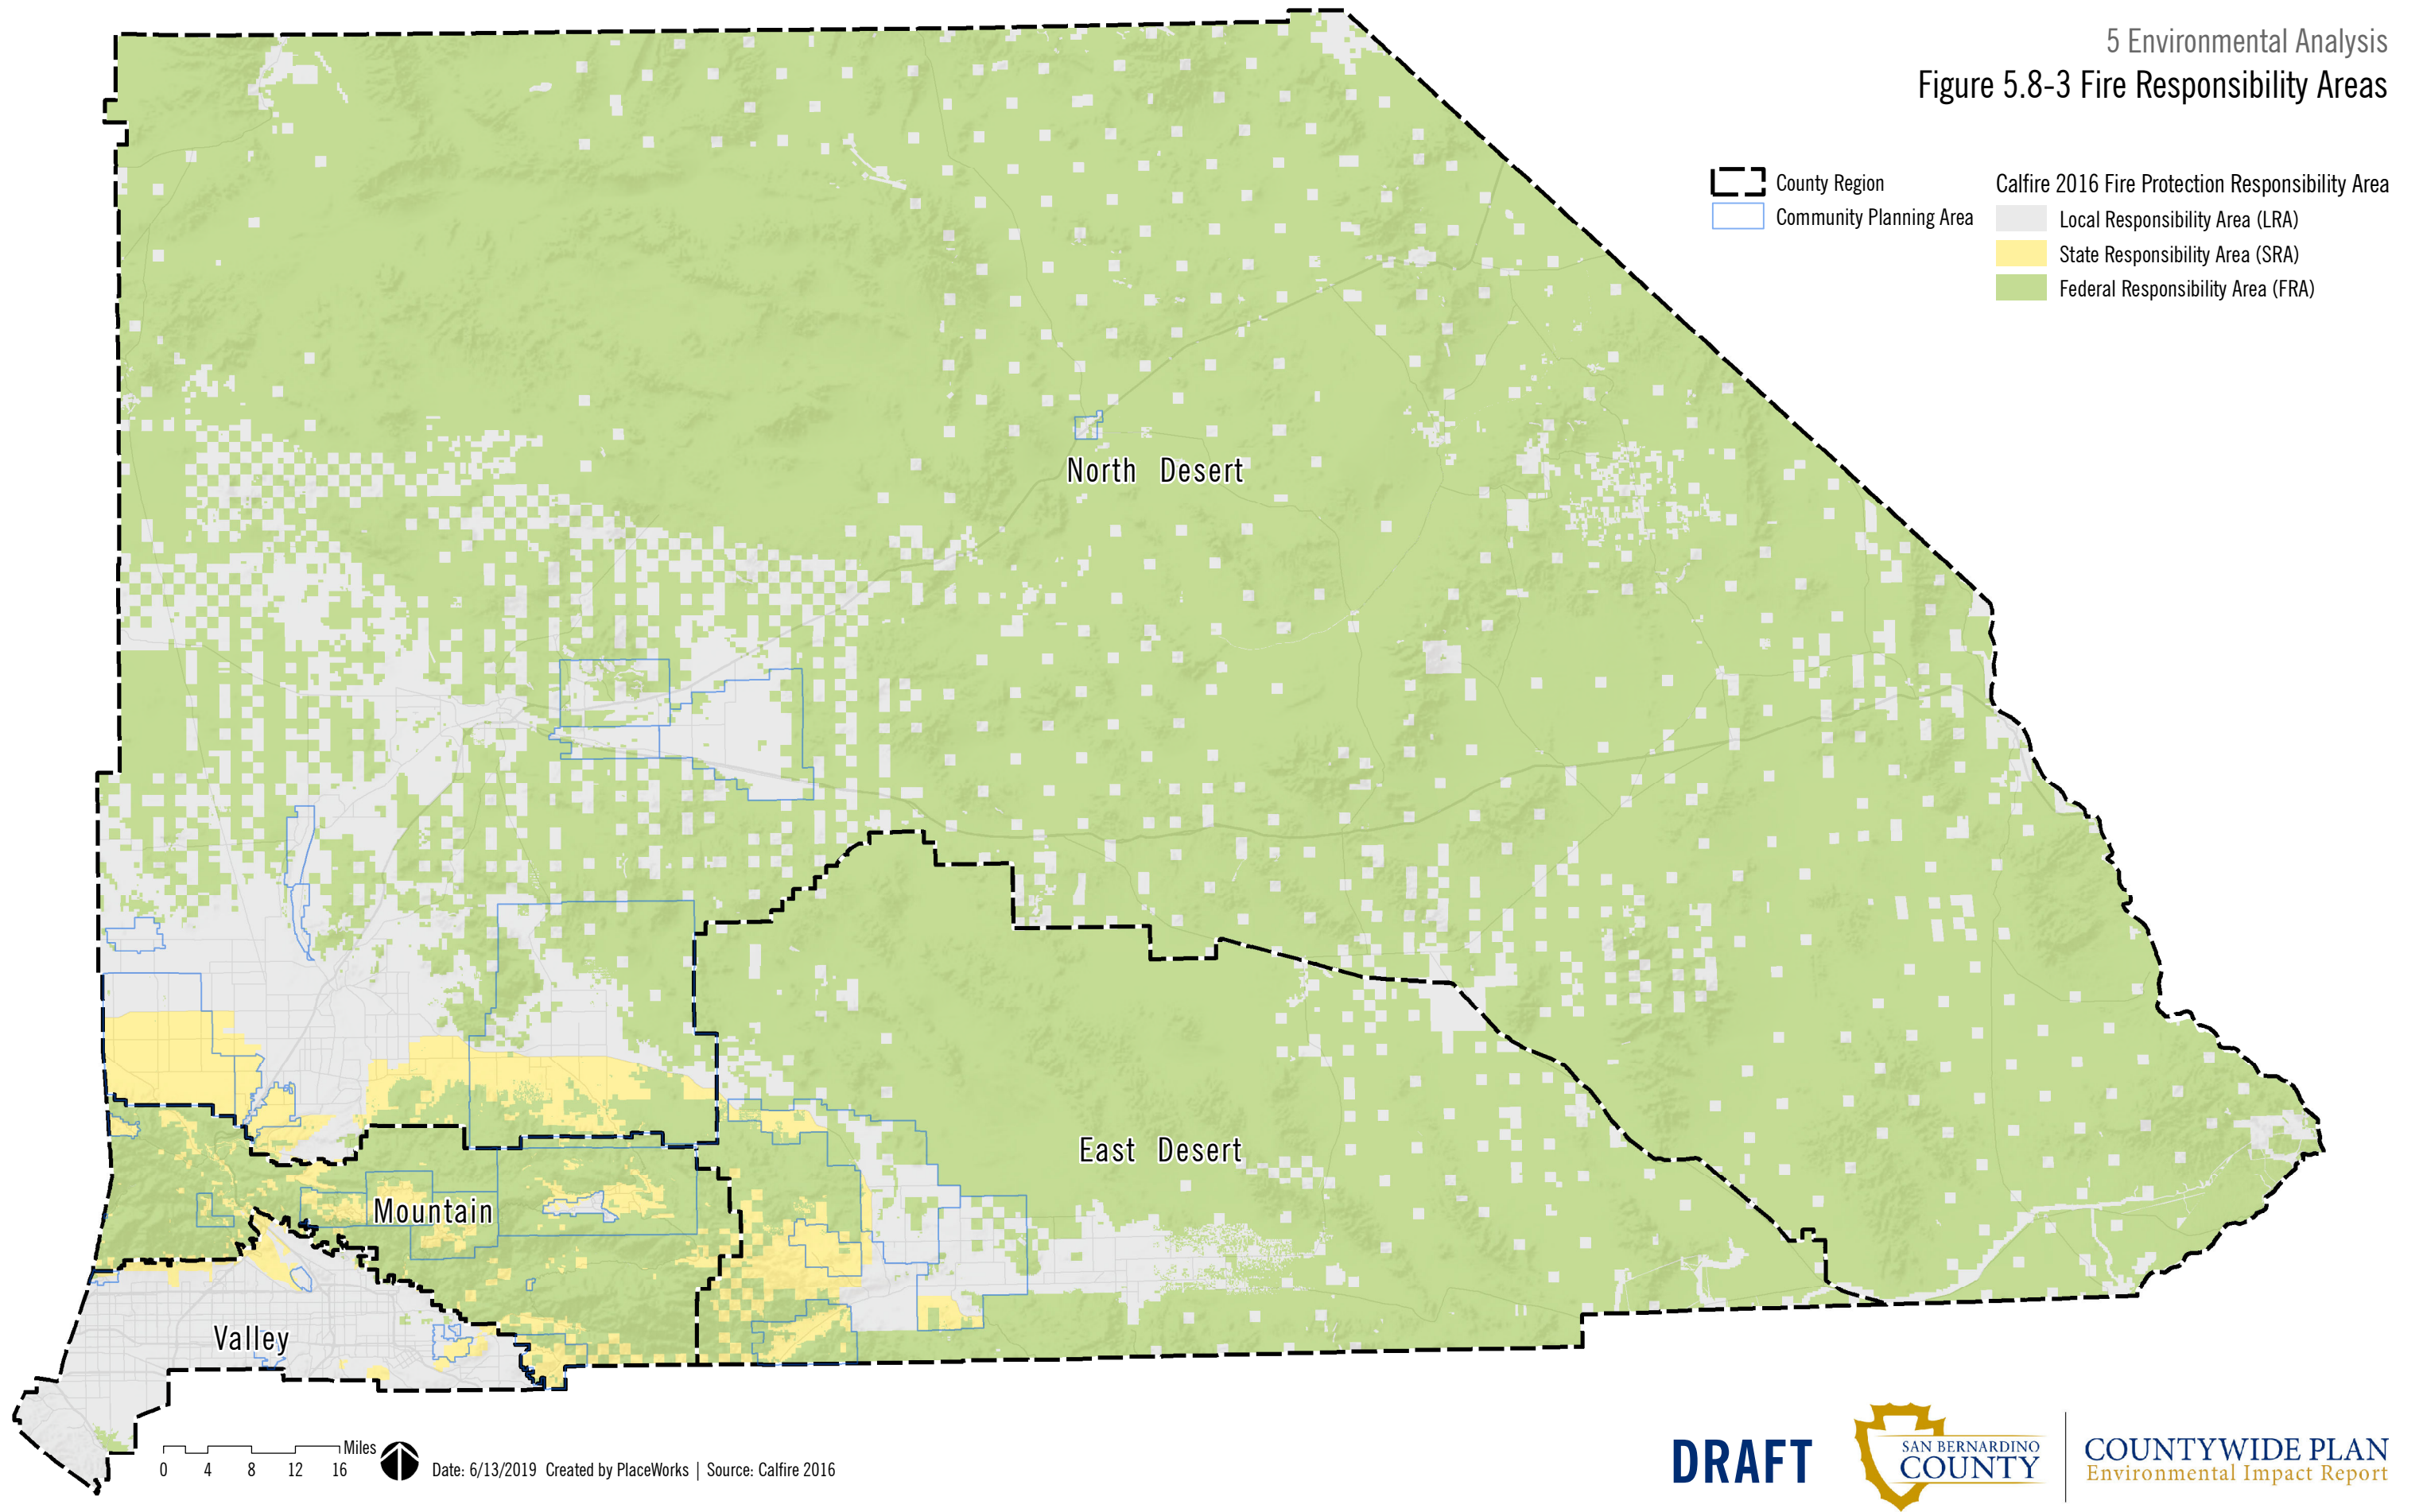 5 Environmental Analysis
Figure 5.8-3 Fire Responsibility Areas
County Region
Community Planning Area
Calfire 2016 Fire Protection Responsibility Area
Local Responsibility Area (LRA)
State Responsibility Area (SRA)
Federal Responsibility Area (FRA)
North Desert
East Desert
Mountain
Valley
Miles
0 4 8 12 16
Date: 6/13/2019 Created by PlaceWorks | Source: Calfire 2016
DRAFT
SAN BERNARDINO
COUNTY
COUNTYWIDE PLAN
Environmental Impact Report